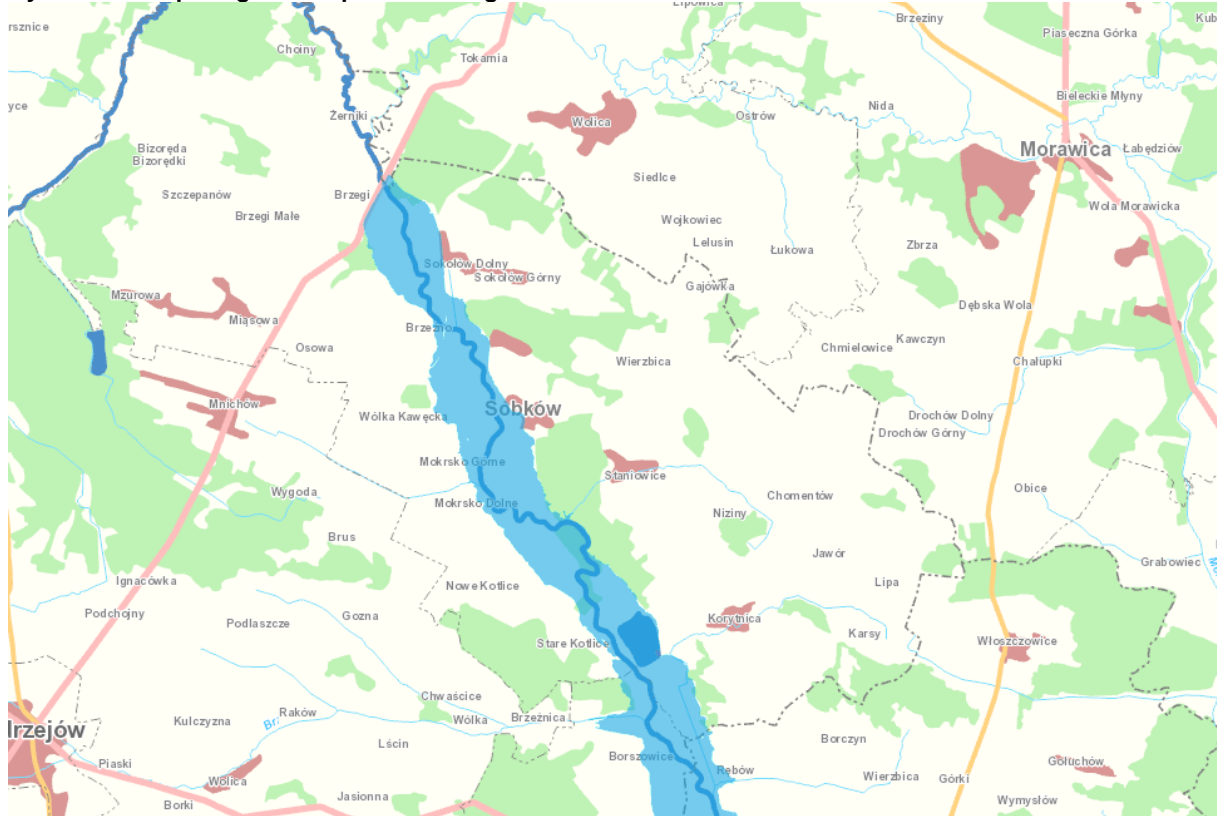 Lipowica
Brzeziny
Kub
rsznice
Piaseczna Górka
Choiny
Tokarnia
yce
Bieleckie Młyny
Nida
Żerniki
Wolica
Ostrów
Bizoręda
Bizorędki
Morawica
Łabędziów
Siedlce
Szczepanów
Brzegi
Wola Morawicka
Brzegi Małe
Wojkowiec
Lelusin
Łukowa
Zbrza
Sokołów Dolny
Sokołów Górny
Gajówka
Mzurowa
Dębska Wola
Miąsowa
Brzeźno
Osowa
Kawczyn
Chmielowice
Wierzbica
Chałupki
Mnichów
Sobków
Wólka Kawęcka
Drochów Dolny
Drochów Górny
Mokrsko Górne
Staniowice
Wygoda
Chomentów
Obice
Mokrsko Dolne
Niziny
Brus
Jawór
Grabowiec
Ignacówka
Nowe Kotlice
Lipa
Podchojny
Gozna
Korytnica
Podlaszcze
Karsy
Stare Kotlice
Włoszczowice
Chwaścice
Raków
Kulczyzna
Wólka
Brzeźnica
Br
drzejów
Lścin
Borczyn
Borszowice
Piaski
Rębów
Gołuchów
Wolica
Wierzbica
Górki
Jasionna
Borki
Wymysłów